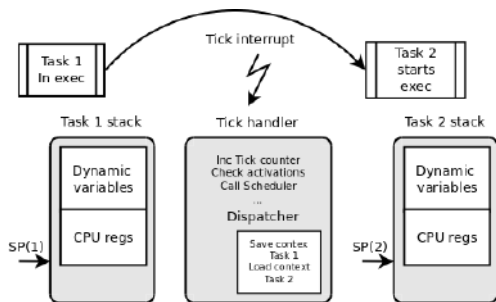 Task 1
In exec
Tick interrupt
Task 2
starts
exec
Task 1 stack
Tick handler
Task 2 stack
Dynamic
variables
CPU regs
SP(1)
Inc Tick counter
Check activations
Call Scheduler
...
Dispatcher
Save contex
Task 1
Load context
Task 2
SP(2)
Dynamic
variables
CPU regs